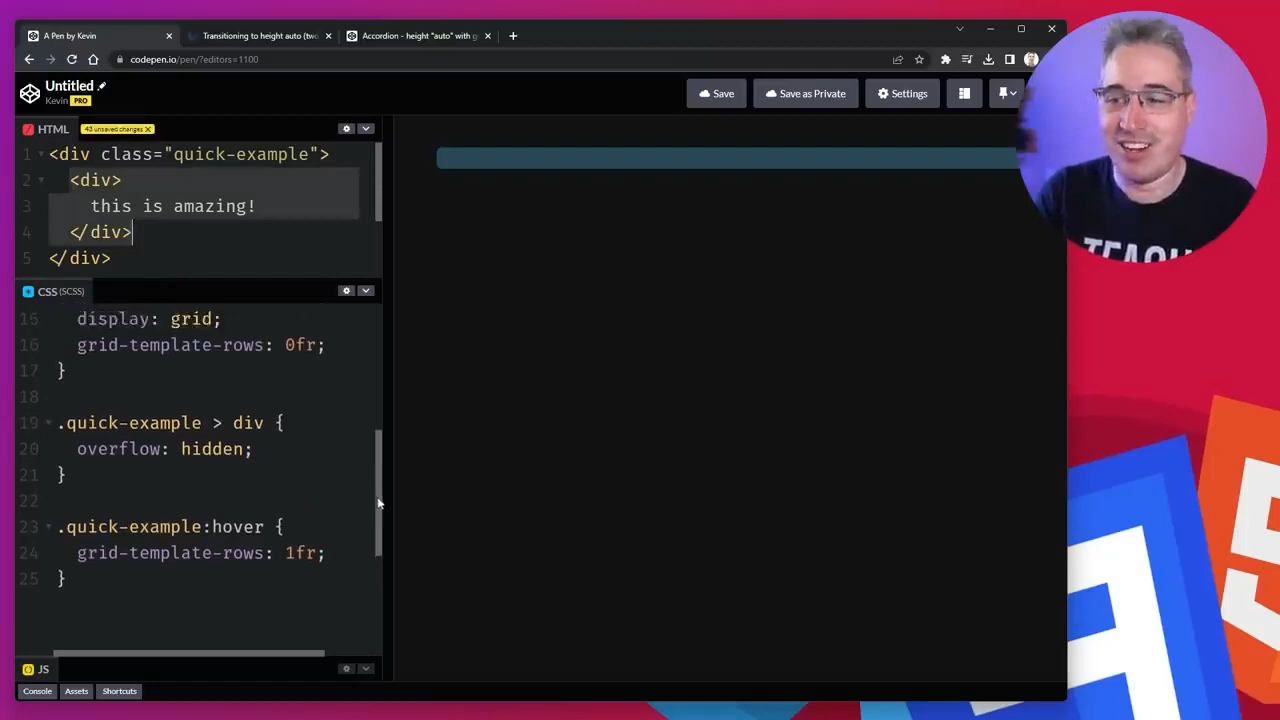 A Pen by Kevin
Transitioning to height auto (two
Accordion - height "auto" with g
codepen.io/pen/?editors=1100
Untitled
Kevin PRO
Save
Save as Private
Settings
HTML
43 unsaved changes X
1 <div class="quick-example">
2 <div>
3 this is amazing!
4 </div>
5 </div>
CSS (SCSS)
15 display: grid;
16 grid-template-rows: 0fr;
17 }
18
19 .quick-example > div {
20 overflow: hidden;
21 }
22
23 .quick-example:hover {
24 grid-template-rows: 1fr;
25 }
JS
Console
Assets
Shortcuts
TEACH